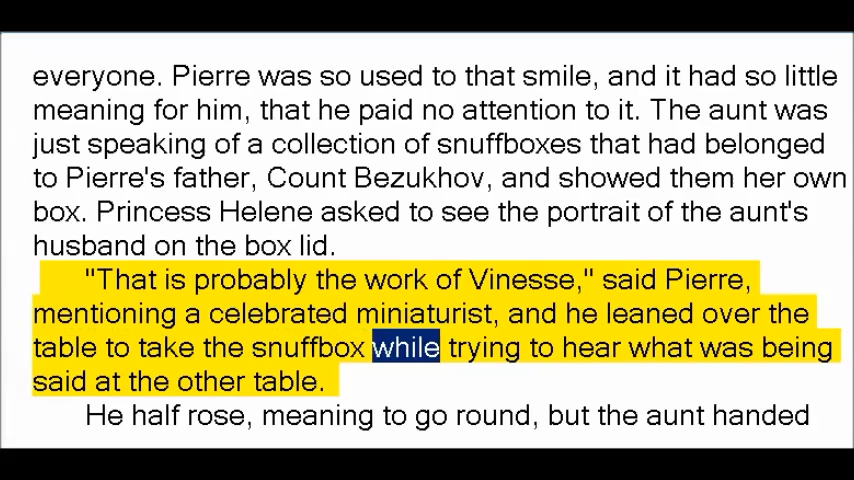 everyone. Pierre was so used to that smile, and it had so little
meaning for him, that he paid no attention to it. The aunt was
just speaking of a collection of snuffboxes that had belonged
to Pierre's father, Count Bezukhov, and showed them her own
box. Princess Helene asked to see the portrait of the aunt's
husband on the box lid.
"That is probably the work of Vinesse," said Pierre,
mentioning a celebrated miniaturist, and he leaned over the
table to take the snuffbox while trying to hear what was being
said at the other table.
He half rose, meaning to go round, but the aunt handed